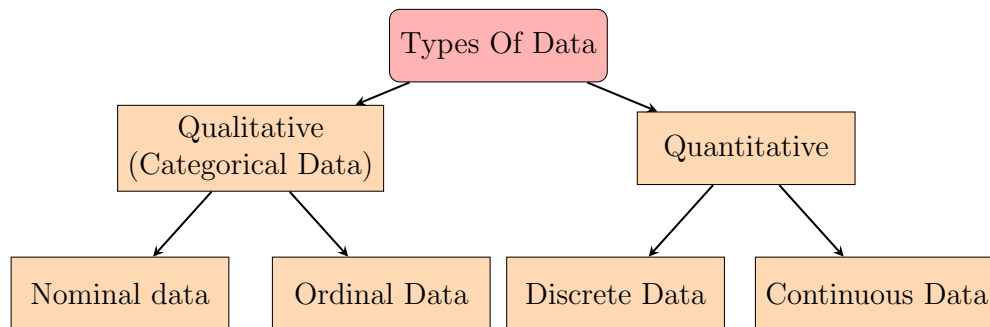 Types Of Data
Qualitative
(Categorical Data)
Quantitative
Nominal data
Ordinal Data
Discrete Data
Continuous Data